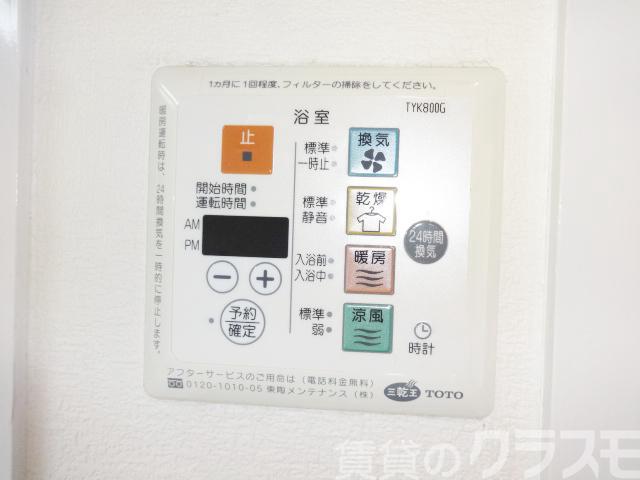 1ヵ月に1回程度、フィルターの掃除をしてください。
TYK800G
浴室
止
換気
標準
一時止
開始時間
運転時間
乾燥
標準
静音
AM
PM
暖房
入浴前
入浴中
24時間
換気
－ ＋
予約
確定
涼風
標準
弱
時計
暖房運転時は、24時間換気を一時的に停止します。
アフターサービスのご用命は（電話料金無料）
0120-1010-05 東陶メンテナンス（株）
三乾王 TOTO
賃貸のクラスモ